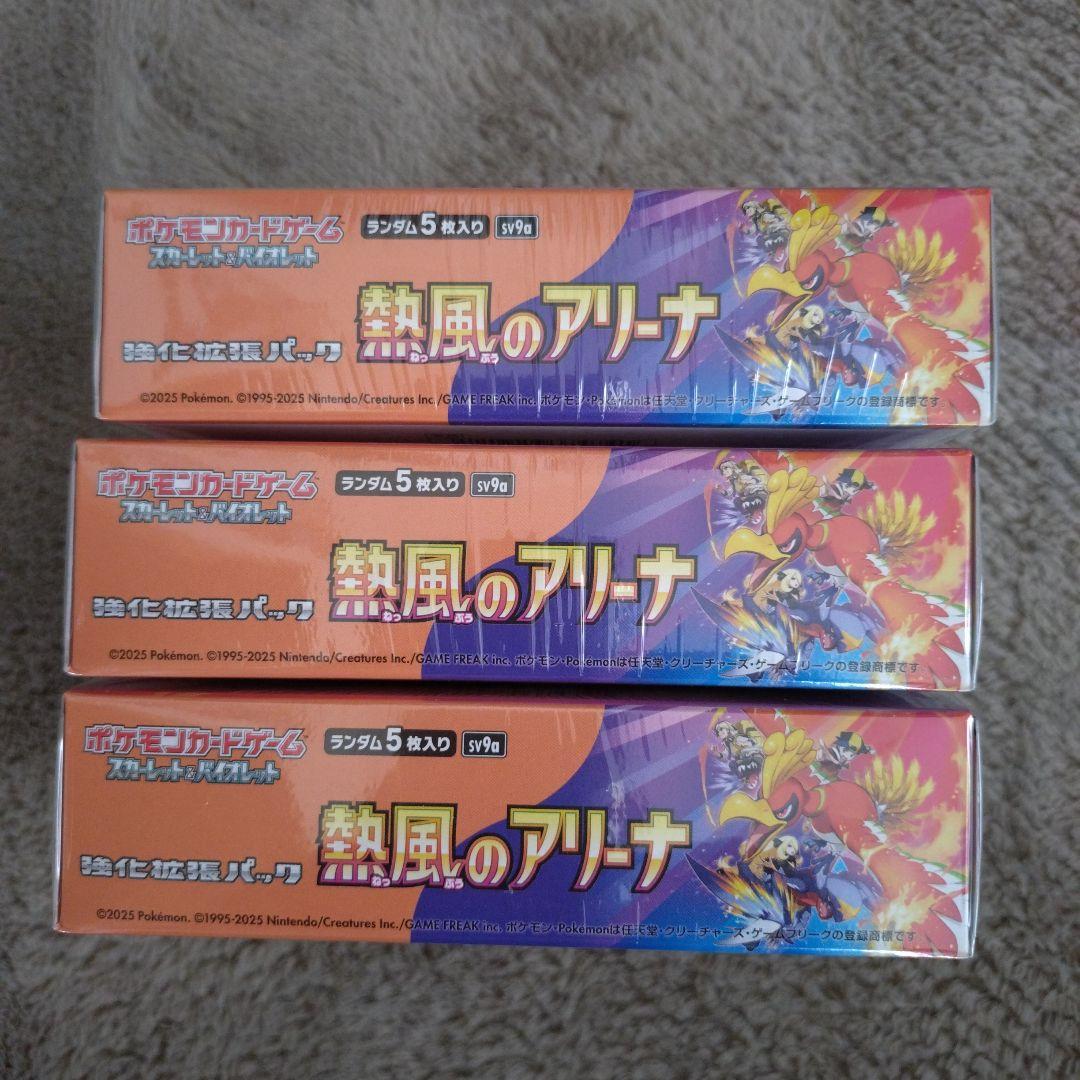 ポケモンカードゲーム
スカーレット&バイオレット
ランダム5枚入り sv9a
強化拡張パック
熱風のアリーナ
ねっ ぷう
©2025 Pokémon. ©1995-2025 Nintendo/Creatures Inc./GAME FREAK inc. ポケモン・Pokémonは任天堂・クリーチャーズ・ゲームフリークの登録商標です。
ポケモンカードゲーム
スカーレット&バイオレット
ランダム5枚入り sv9a
強化拡張パック
熱風のアリーナ
ねっ ぷう
©2025 Pokémon. ©1995-2025 Nintendo/Creatures Inc./GAME FREAK inc. ポケモン・Pokémonは任天堂・クリーチャーズ・ゲームフリークの登録商標です
ポケモンカードゲーム
スカーレット&バイオレット
ランダム5枚入り sv9a
強化拡張パック
熱風のアリーナ
ねっ ぷう
©2025 Pokémon. ©1995-2025 Nintendo/Creatures Inc./GAME FREAK inc. ポケモン・Pokémonは任天堂・クリーチャーズ・ゲームフリークの登録商標です